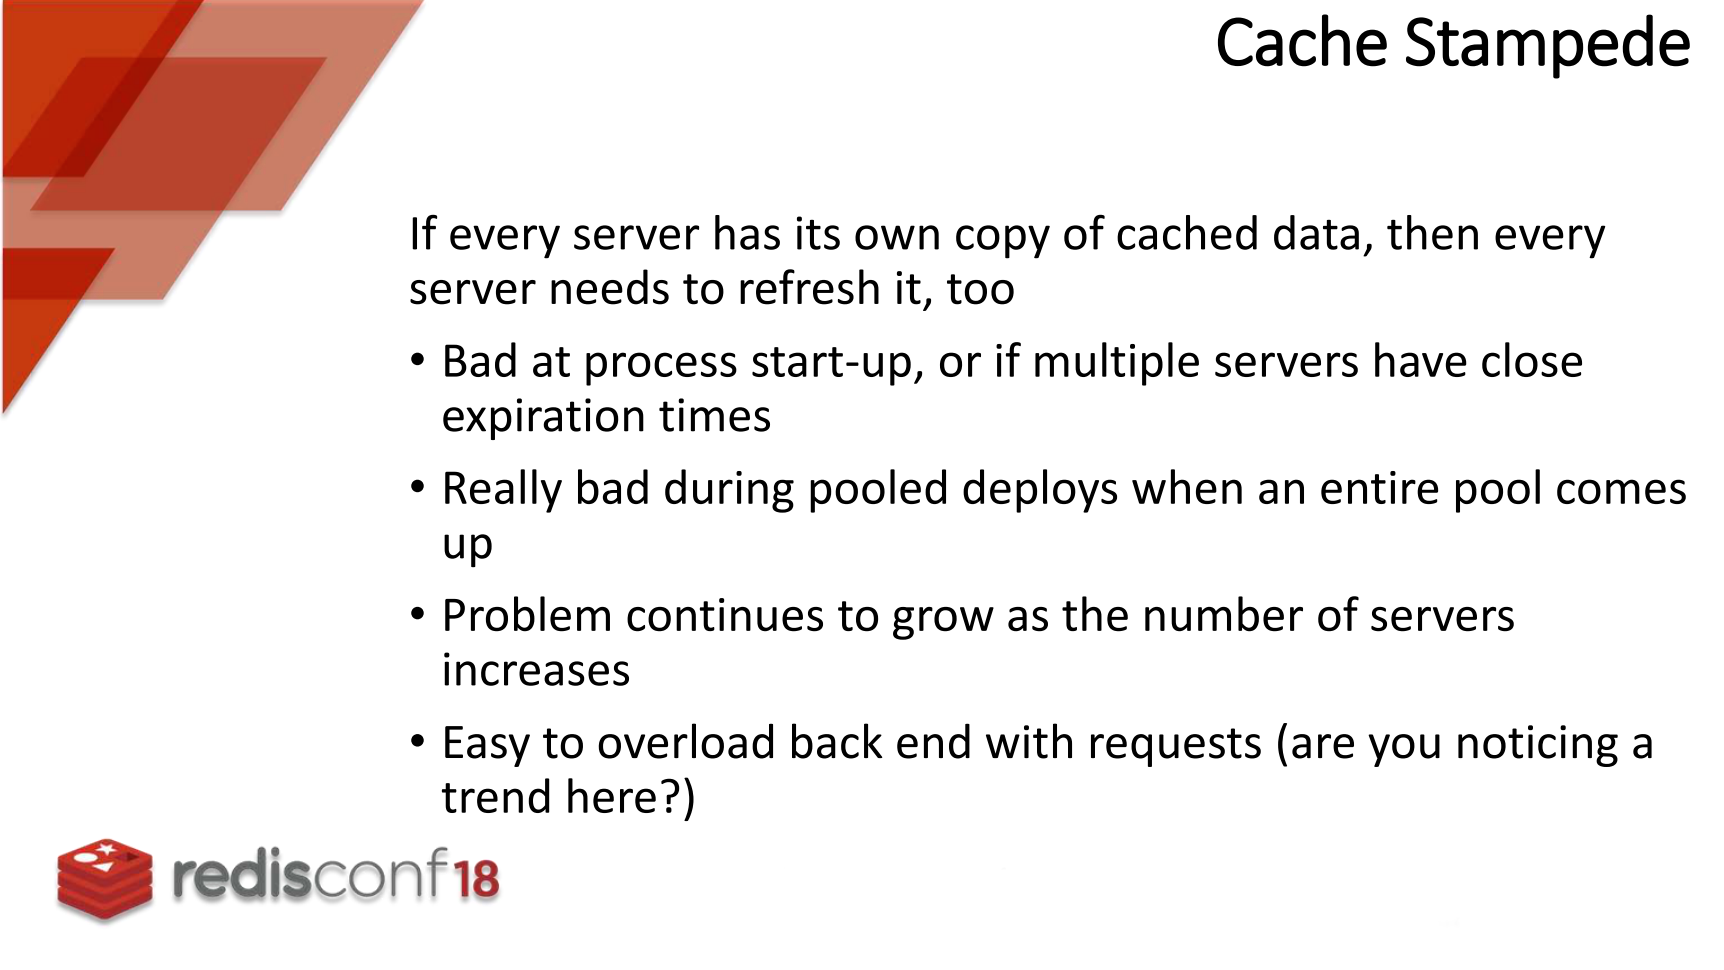 Cache Stampede
If every server has its own copy of cached data, then every
server needs to refresh it, too
• Bad at process start-up, or if multiple servers have close
expiration times
• Really bad during pooled deploys when an entire pool comes
up
• Problem continues to grow as the number of servers
increases
• Easy to overload back end with requests (are you noticing a
trend here?)
redisconf18